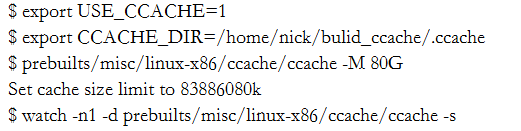 $ export USE_CCACHE=1
$ export CCACHE_DIR=/home/nick/bulid_ccache/.ccache
$ prebuilts/misc/linux-x86/ccache/ccache -M 80G
Set cache size limit to 83886080k
$ watch -n1 -d prebuilts/misc/linux-x86/ccache/ccache -s